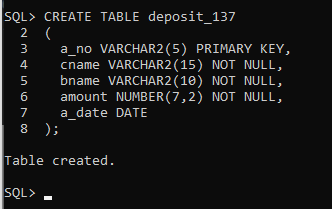 SQL> CREATE TABLE deposit_137
  2  (
  3    a_no VARCHAR2(5) PRIMARY KEY,
  4    cname VARCHAR2(15) NOT NULL,
  5    bname VARCHAR2(10) NOT NULL,
  6    amount NUMBER(7,2) NOT NULL,
  7    a_date DATE
  8  );
Table created.
SQL>